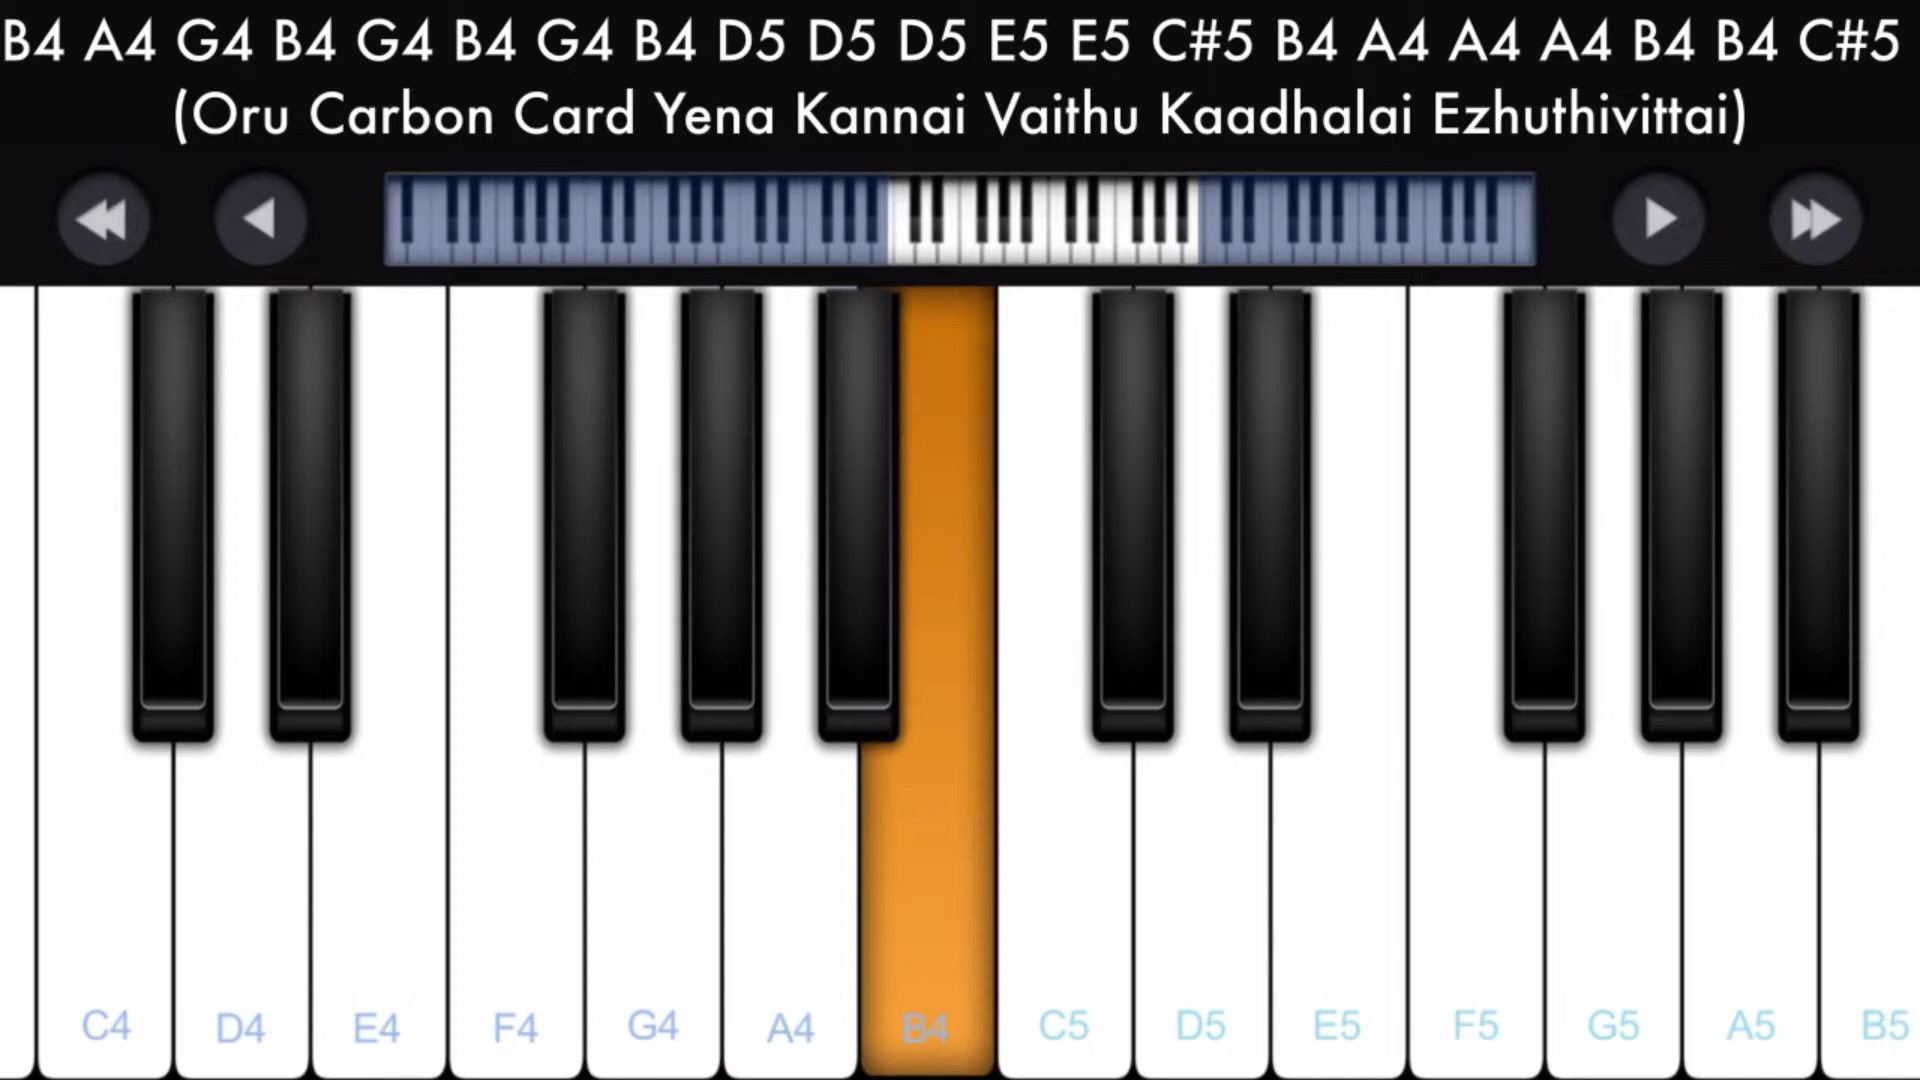 B4 A4 G4 B4 G4 B4 G4 B4 D5 D5 D5 E5 E5 C#5 B4 A4 A4 A4 B4 B4 C#5
(Oru Carbon Card Yena Kannai Vaithu Kaadhalai Ezhuthivittai)
C4 D4 E4 F4 G4 A4 B4 C5 D5 E5 F5 G5 A5 B5